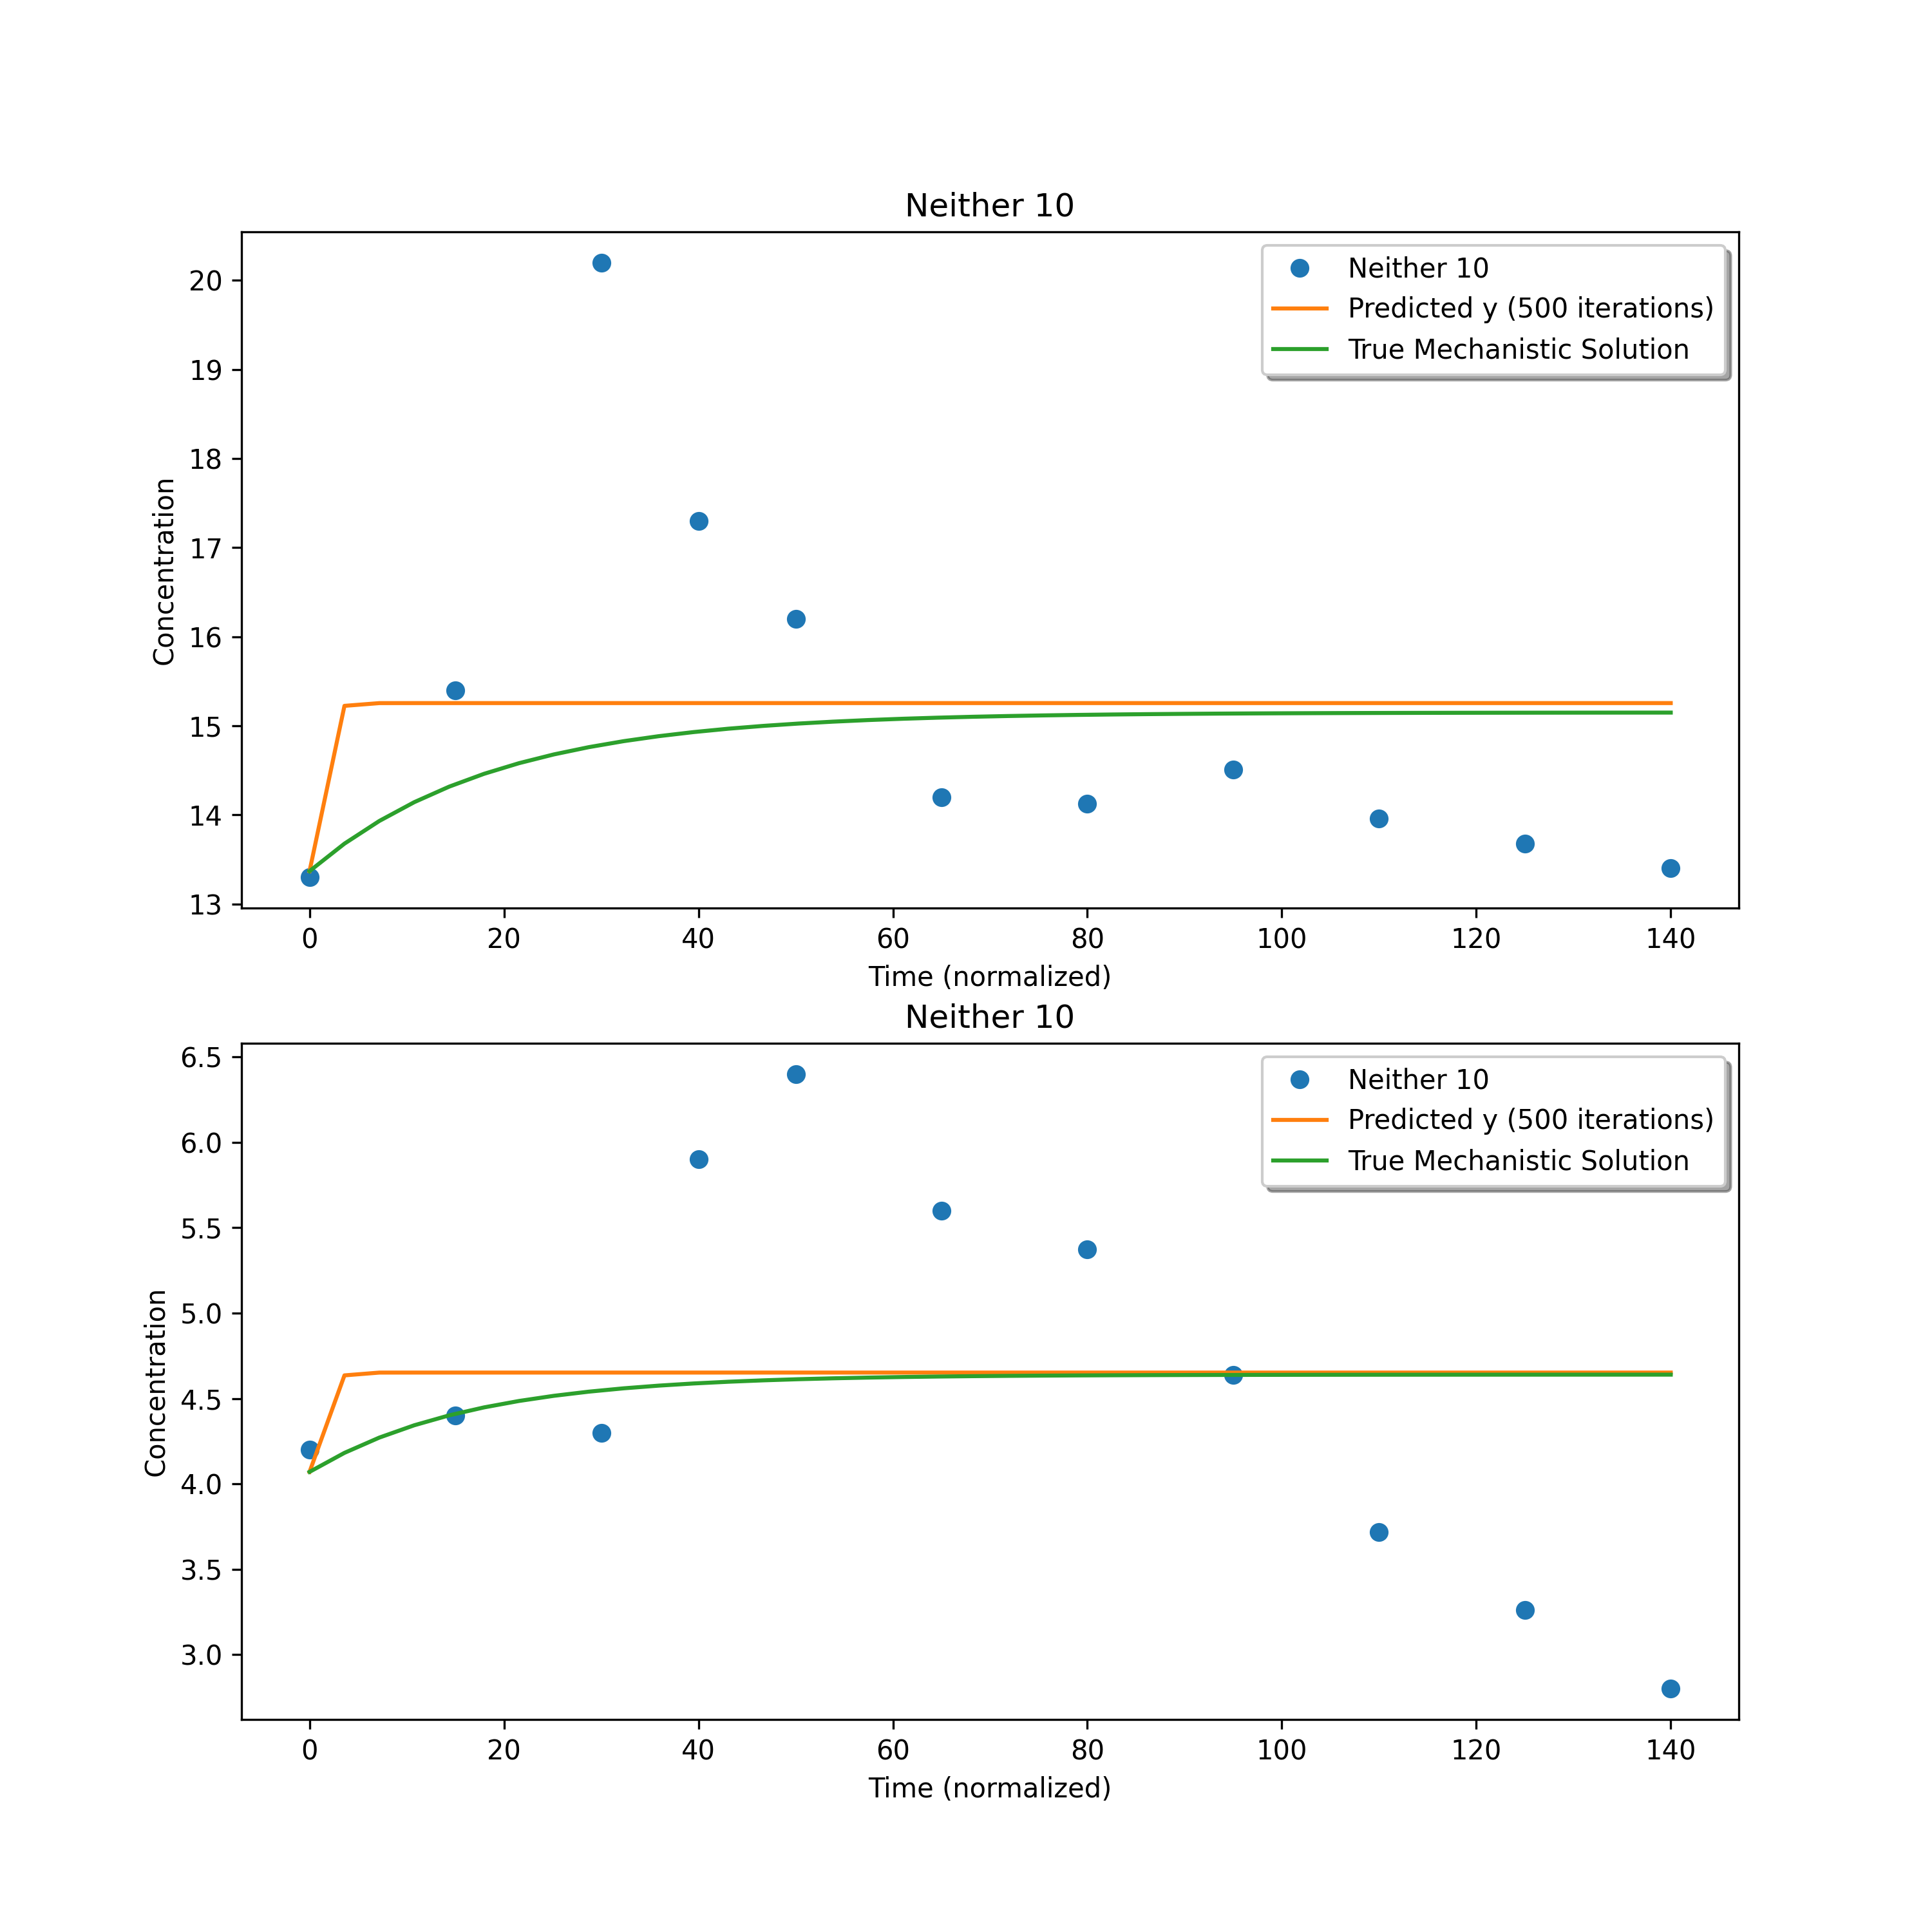 Neither 10
Neither 10
Predicted y (500 iterations)
True Mechanistic Solution
20
19
18
17
16
15
14
13
Concentration
0 20 40 60 80 100 120 140
Time (normalized)
Neither 10
Neither 10
Predicted y (500 iterations)
True Mechanistic Solution
6.5
6.0
5.5
5.0
4.5
4.0
3.5
3.0
Concentration
0 20 40 60 80 100 120 140
Time (normalized)